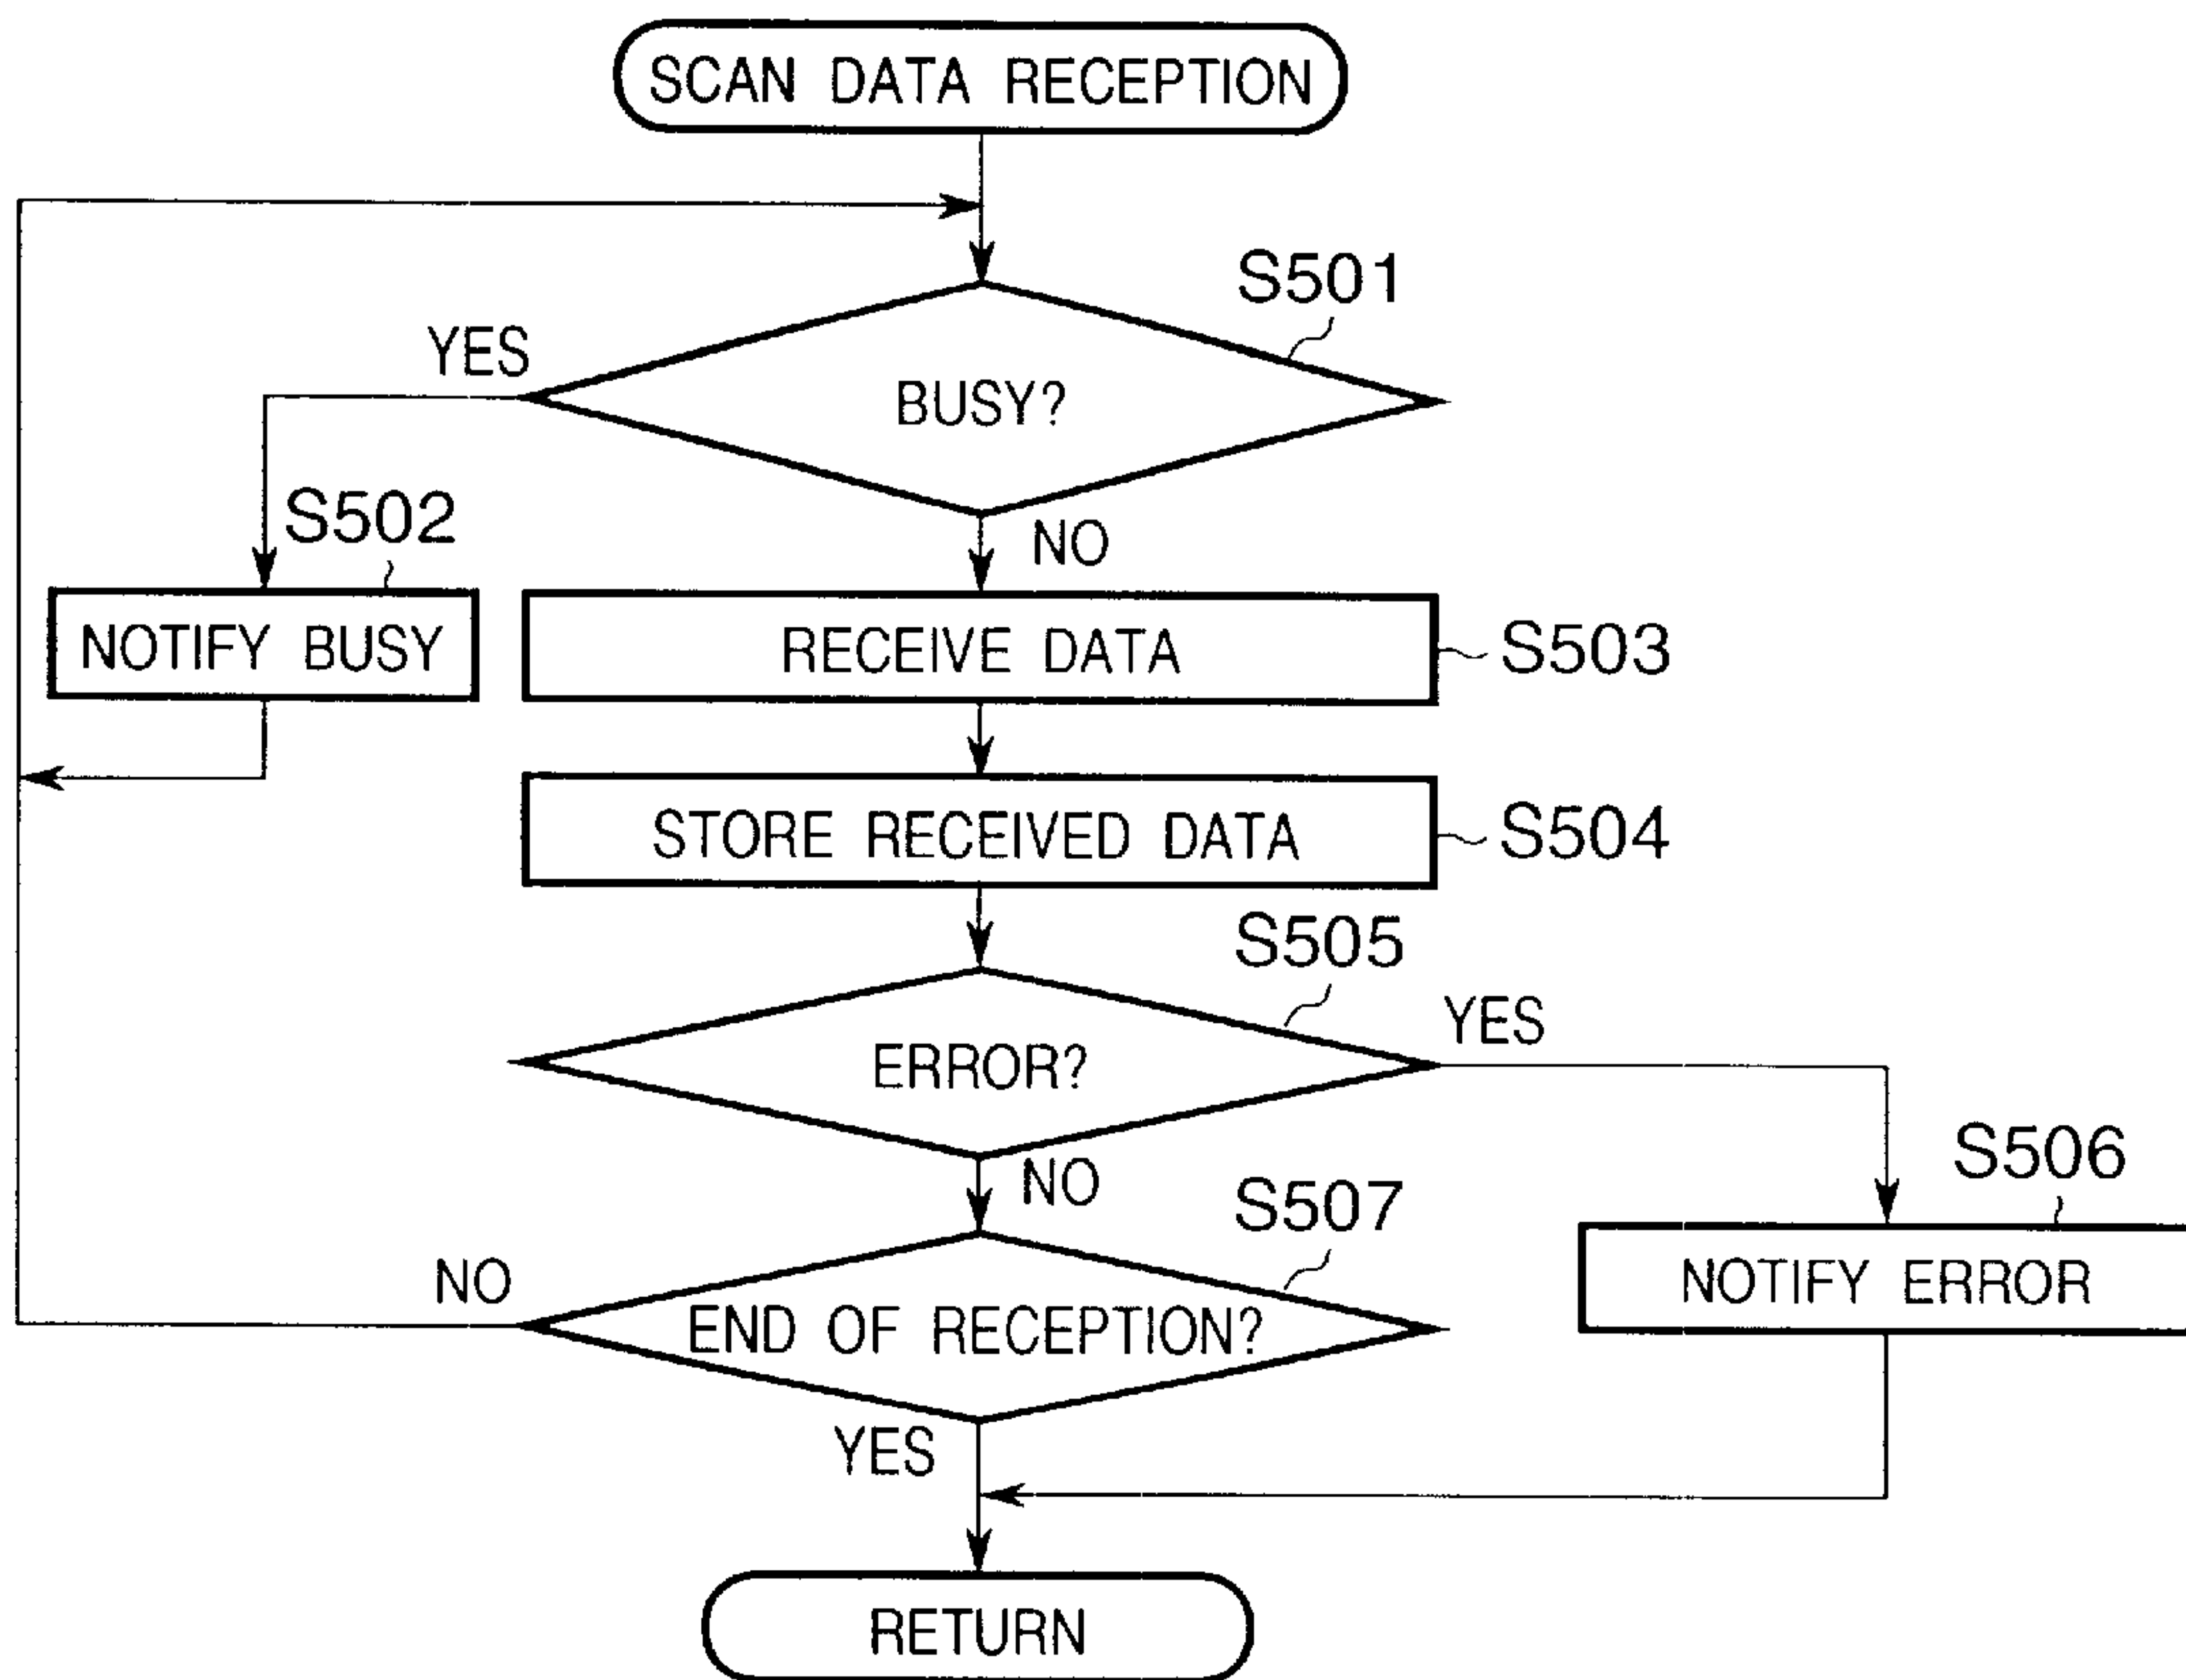 SCAN DATA RECEPTION
S501
YES
BUSY?
S502
NO
NOTIFY BUSY
RECEIVE DATA
S503
STORE RECEIVED DATA
S504
S505
YES
ERROR?
S506
NO
S507
NO
NOTIFY ERROR
END OF RECEPTION?
YES
RETURN